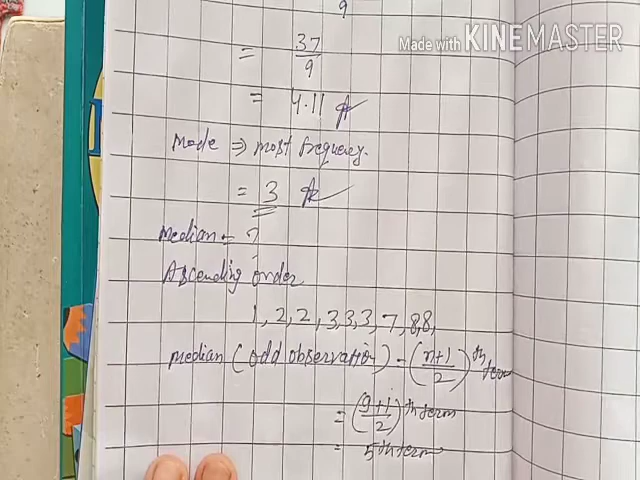 9
Made with KINEMASTER
= 37/9
= 4.11
Mode ⇒ most frequency.
= 3
Median = ?
Ascending order
1, 2, 2, 3, 3, 3, 7, 8, 8,
Median (odd observation) = (n+1/2)th term
= (9+1/2)th term
= 5th term